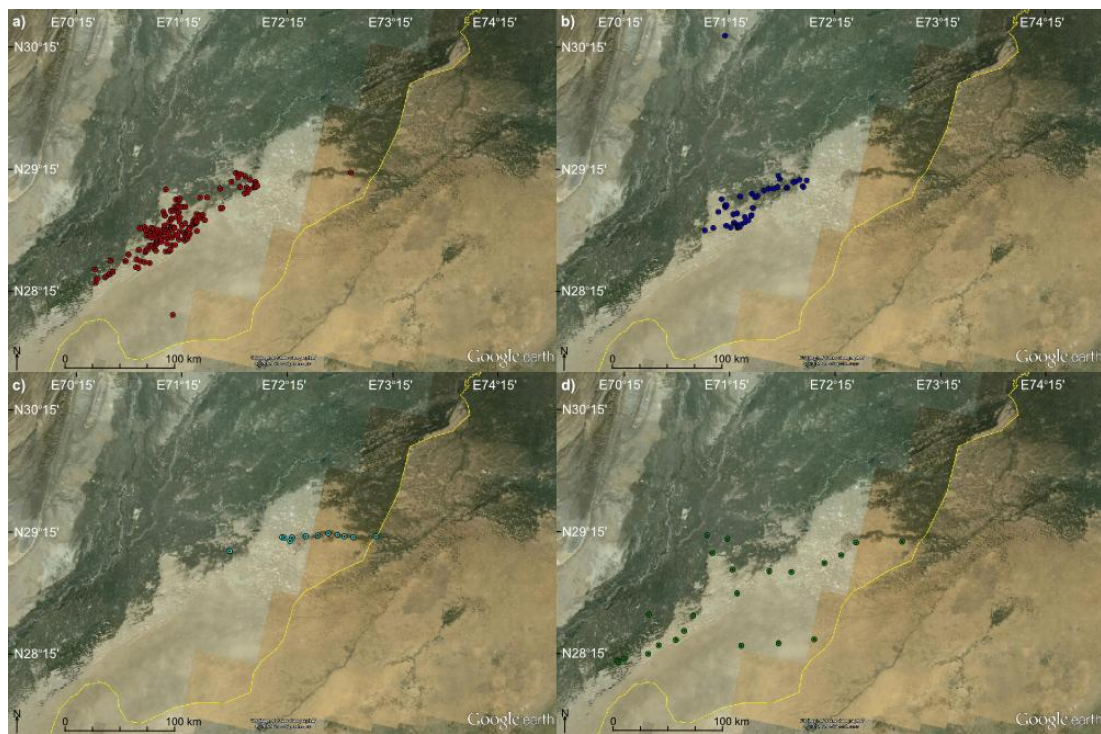 a) E70°15' E71°15' E72°15' E73°15' E74°15'
N30°15'
N29°15'
N28°15'
N
0 100 km
Google earth
b) E70°15' E71°15' E72°15' E73°15' E74°15'
N30°15'
N29°15'
N28°15'
N
0 100 km
Google earth
c) E70°15' E71°15' E72°15' E73°15' E74°15'
N30°15'
N29°15'
N28°15'
N
0 100 km
Google earth
d) E70°15' E71°15' E72°15' E73°15' E74°15'
N30°15'
N29°15'
N28°15'
N
0 100 km
Google earth